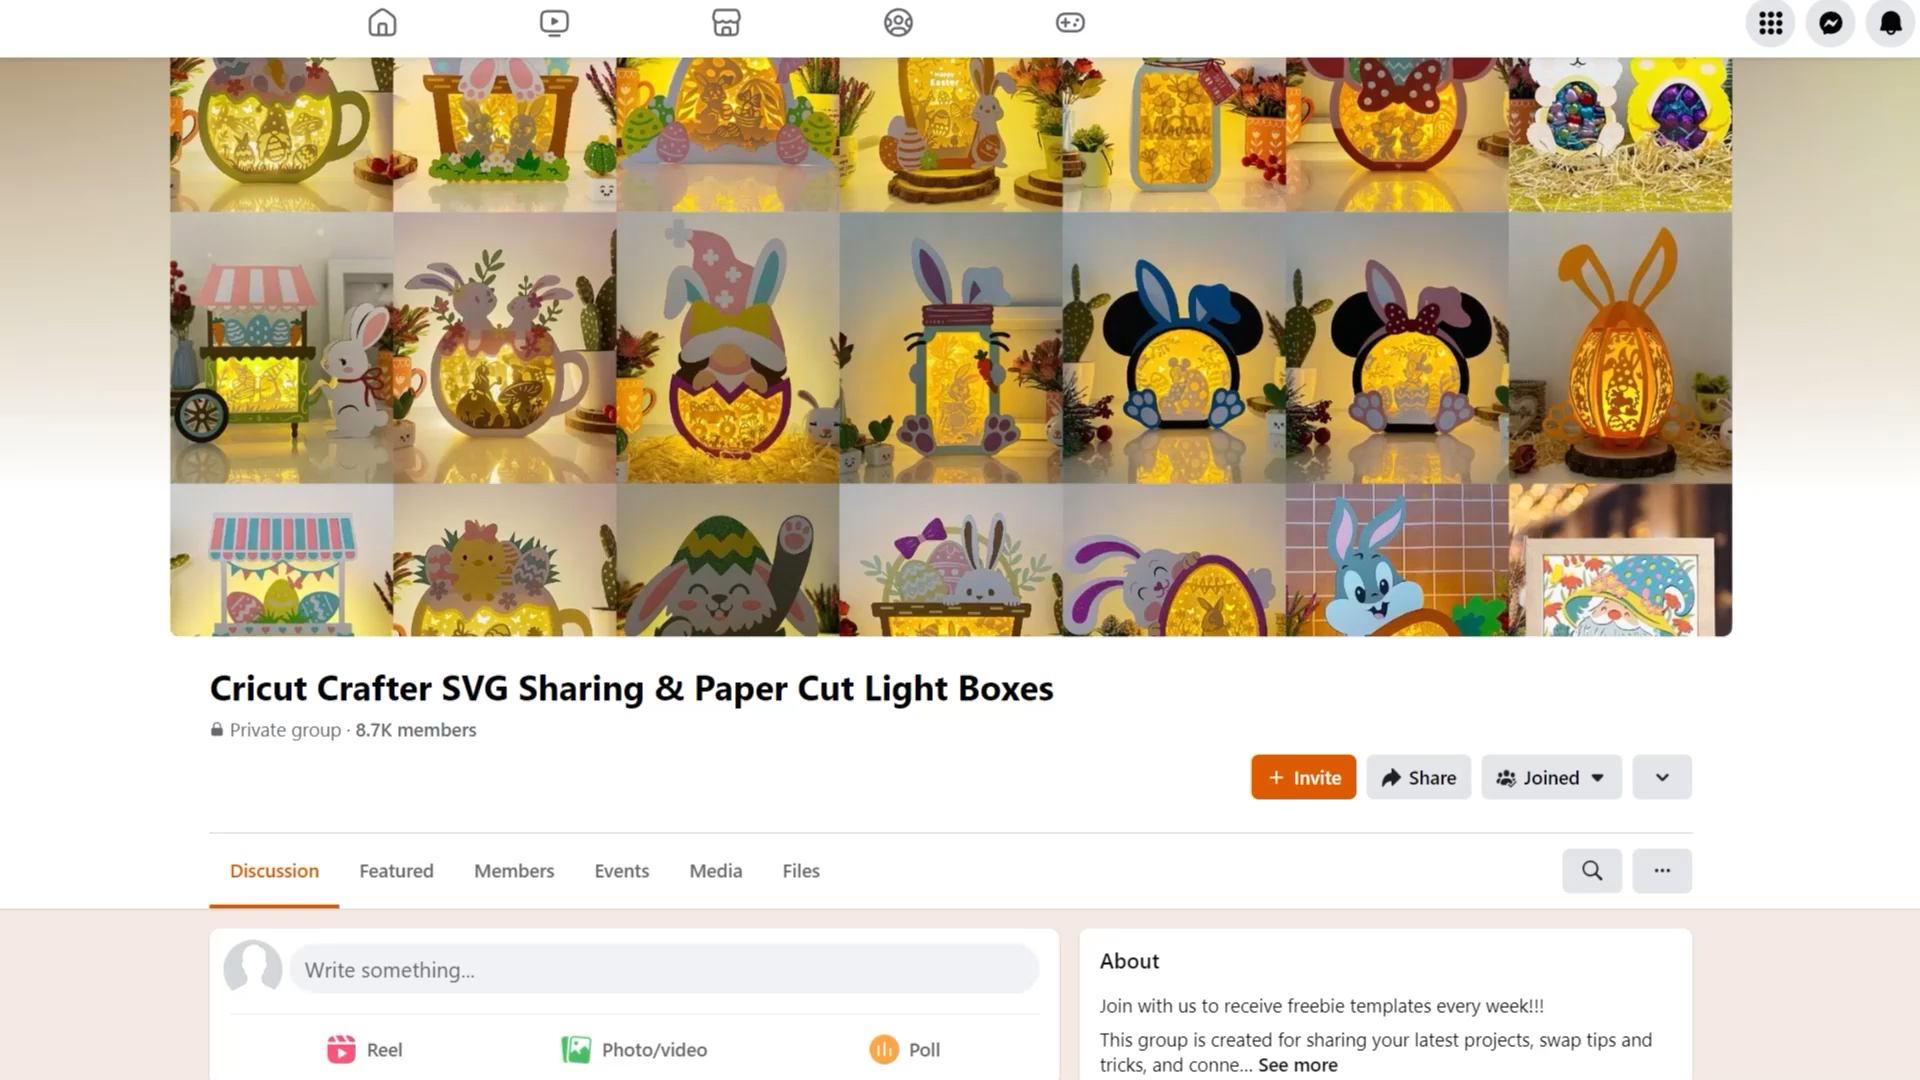 Happy
Easter
Cricut Crafter SVG Sharing & Paper Cut Light Boxes
Private group · 8.7K members
+ Invite
Share
Joined
Discussion
Featured
Members
Events
Media
Files
Write something...
Reel
Photo/video
Poll
About
Join with us to receive freebie templates every week!!!
This group is created for sharing your latest projects, swap tips and
tricks, and conne... See more